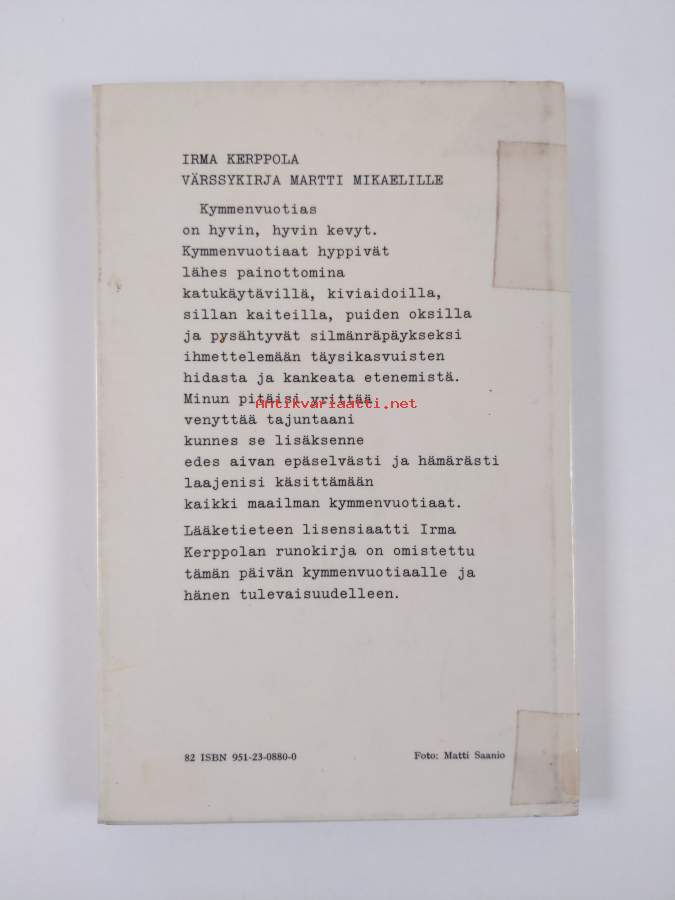 IRMA KERPPOLA
VÄRSSYKIRJA MARTTI MIKAELILLE
Kymmenvuotias
on hyvin, hyvin kevyt.
Kymmenvuotiaat hyppivät
lähes painottomina
katukäytävillä, kiviaidoilla,
sillan kaiteilla, puiden oksilla
ja pysähtyvät silmänräpäykseksi
ihmettelemään täysikasvuisten
hidasta ja kankeata etenemistä.
Minun pitäisi yrittää
Antikvariaatti.net
venyttää tajuntaani
kunnes se lisäksenne
edes aivan epäselvästi ja hämärästi
laajenisi käsittämään
kaikki maailman kymmenvuotiaat.
Lääketieteen lisensiaatti Irma
Kerppolan runokirja on omistettu
tämän päivän kymmenvuotiaalle ja
hänen tulevaisuudelleen.
82 ISBN 951-23-0880-0 Foto: Matti Saanio